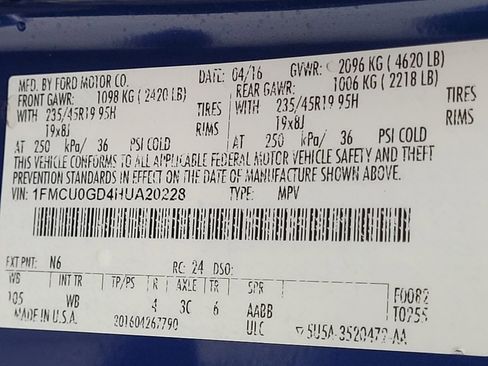 MFD. BY FORD MOTOR CO. DATE: 04/16 GVWR: 2096 KG ( 4620 LB)
FRONT GAWR: 1098 KG ( 2420 LB) REAR GAWR: 1006 KG ( 2218 LB)
WITH 235/45R19 95H TIRES WITH 235/45R19 95H TIRES
19x8J RIMS 19x8J RIMS
AT 250 kPa/ 36 PSI COLD AT 250 kPa/ 36 PSI COLD
THIS VEHICLE CONFORMS TO ALL APPLICABLE FEDERAL MOTOR VEHICLE SAFETY AND THEFT
PREVENTION STANDARDS IN EFFECT ON THE DATE OF MANUFACTURE SHOWN ABOVE.
VIN: 1FMCU0GD4HUA20228 TYPE: MPV
EXT PNT: N6 RC: 24 DSO:
WB INT TR TP/PS R AXLE TR SPR F0082
105 WB 4 3C 6 AABB T0255
MADE IN U.S.A. 201604267790 ULC 5U5A-3520472-AA